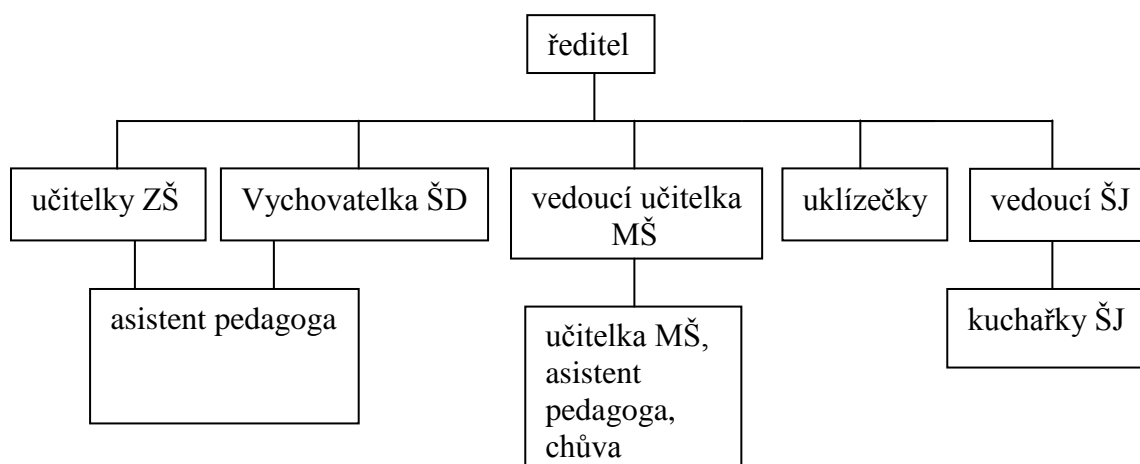 ředitel
učitelky ZŠ
Vychovatelka ŠD
vedoucí učitelka
MŠ
uklízečky
vedoucí ŠJ
asistent pedagoga
učitelka MŠ,
asistent
pedagoga,
chůva
kuchařky ŠJ